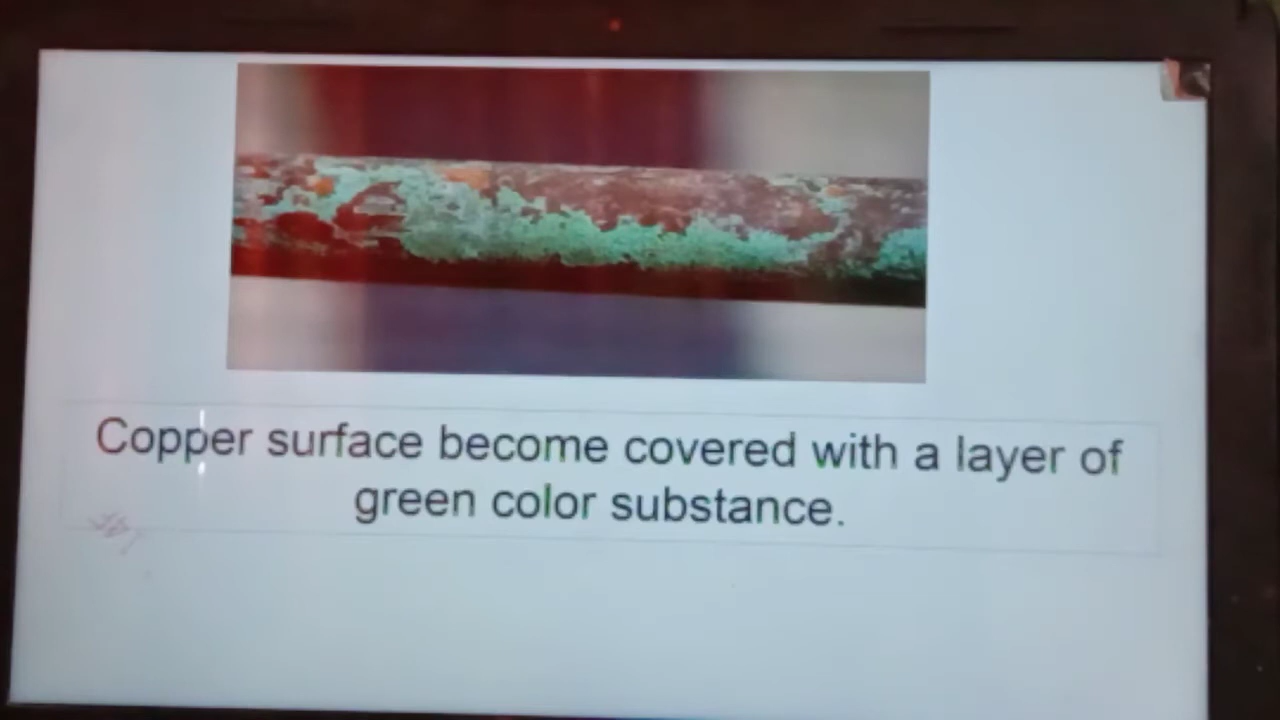 Copper surface become covered with a layer of
green color substance.